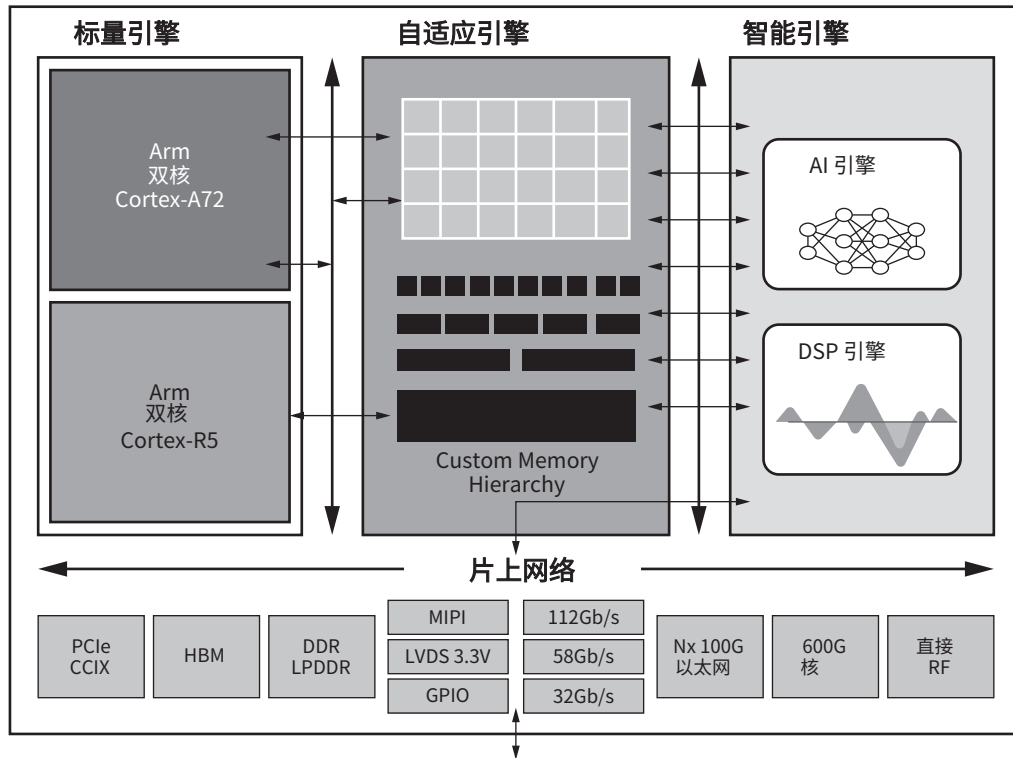 标量引擎
自适应引擎
智能引擎
Arm
双核
Cortex-A72
Arm
双核
Cortex-R5
Custom Memory
Hierarchy
AI 引擎
DSP 引擎
片上网络
PCIe
CCIX
HBM
DDR
LPDDR
MIPI
LVDS 3.3V
GPIO
112Gb/s
58Gb/s
32Gb/s
Nx 100G
以太网
600G
核
直接
RF